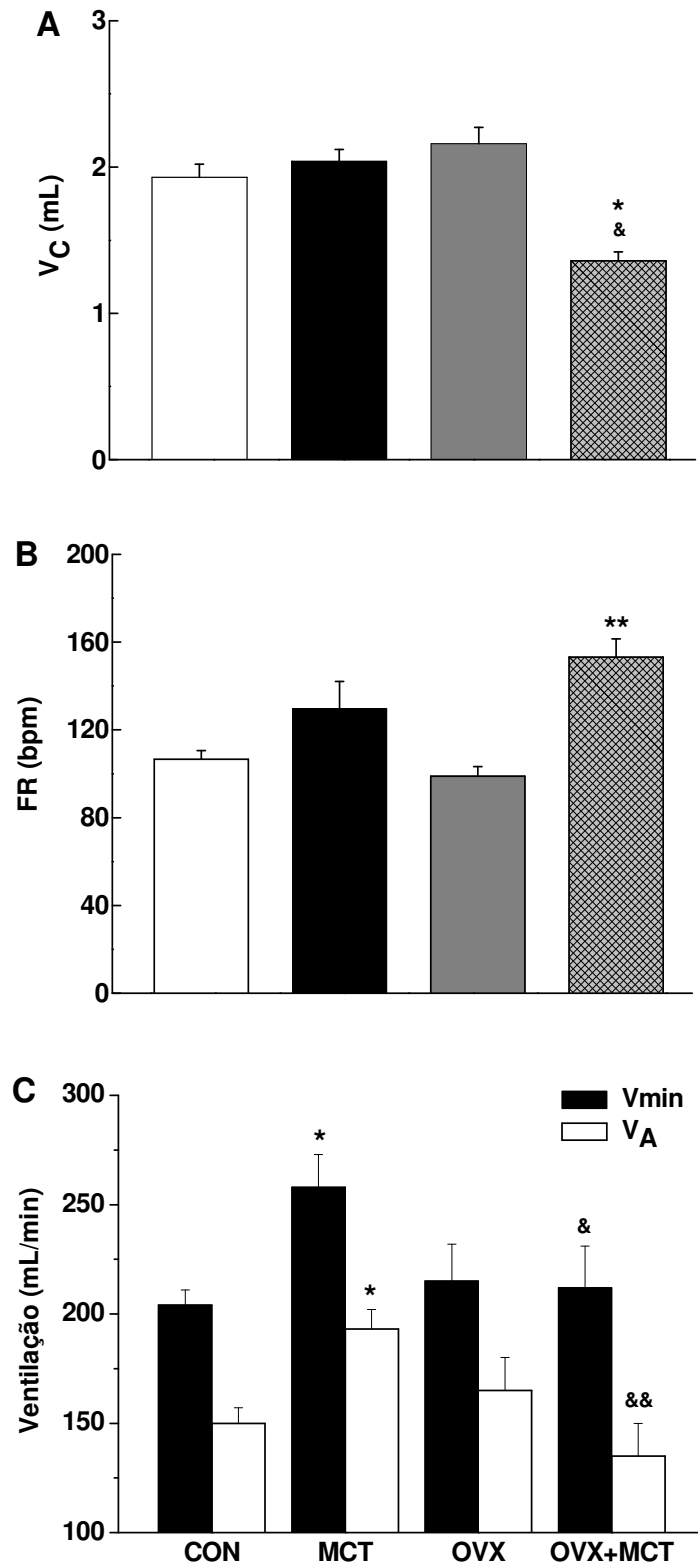 A
3
2
1
0
V_C (mL)
*
&
B
200
160
120
80
40
0
FR (bpm)
**
C
300
250
200
150
100
Ventilação (mL/min)
Vmin
V_A
*
*
&
&&
CON MCT OVX OVX+MCT